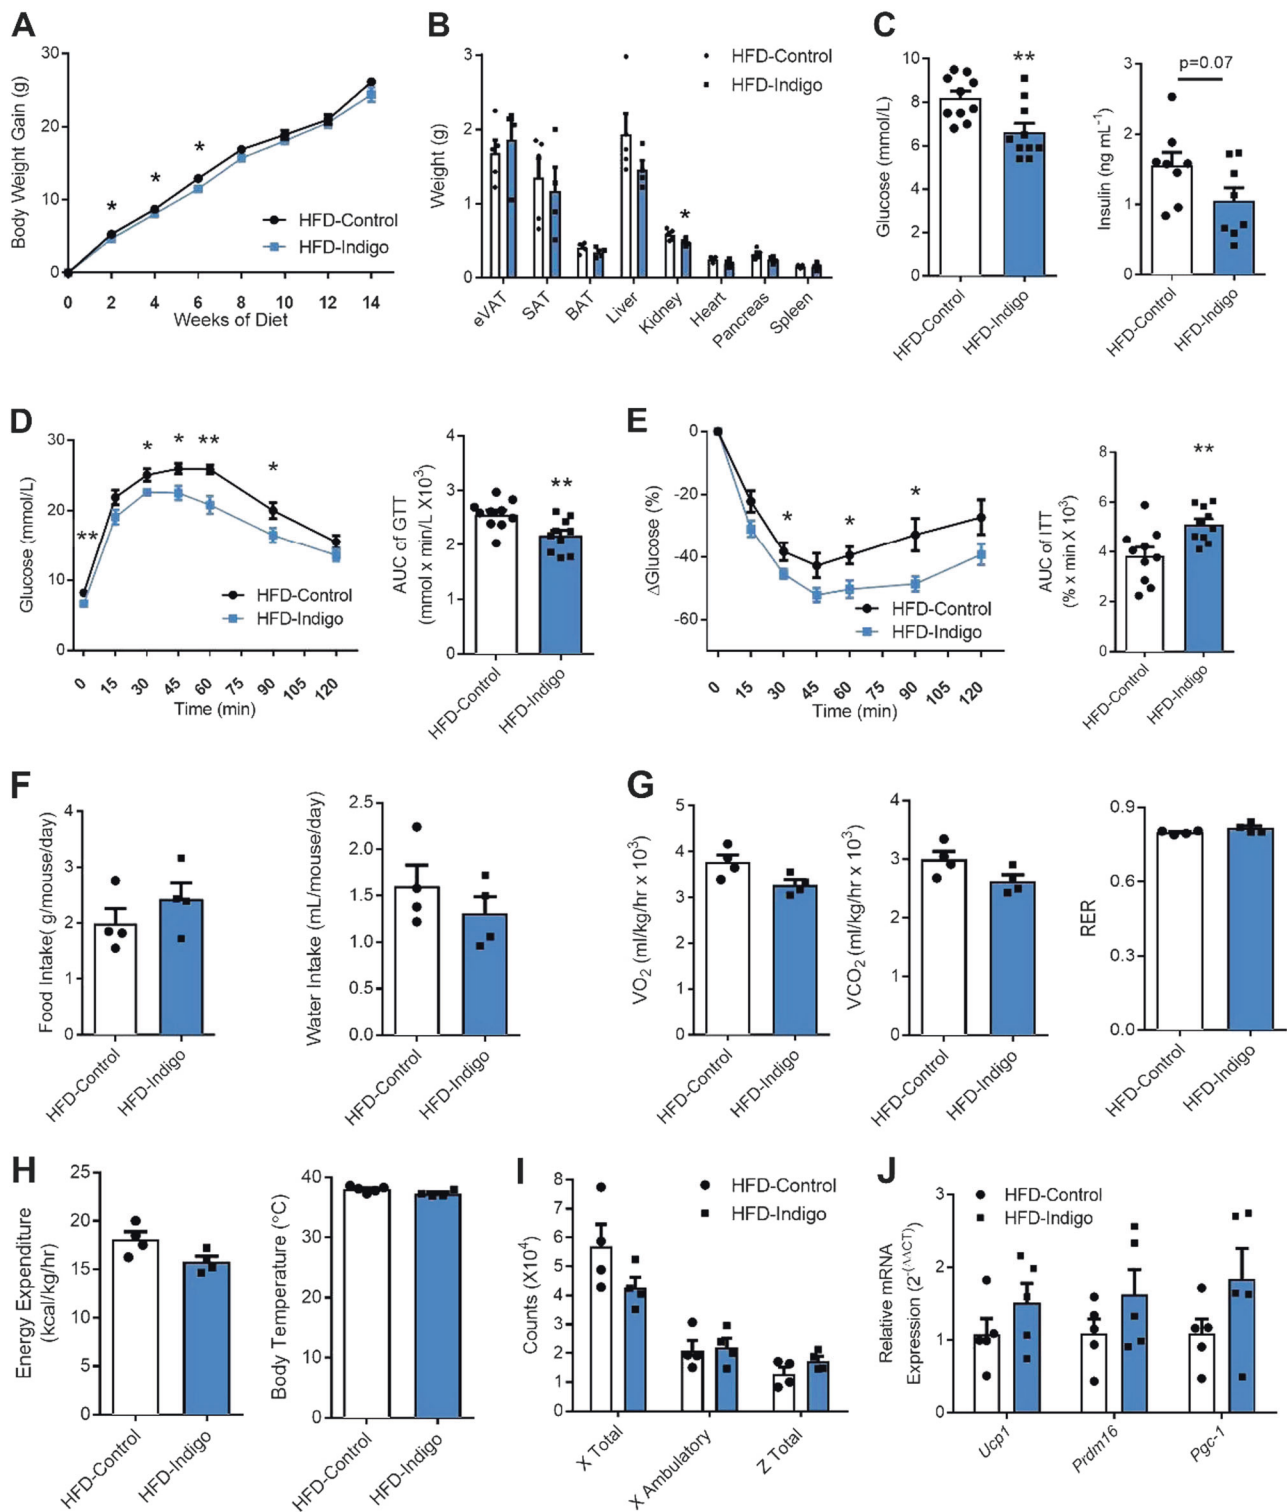 A
30
20
10
0
Body Weight Gain (g)
*
*
*
HFD-Control
HFD-Indigo
0 2 4 6 8 10 12 14
Weeks of Diet
B
3
2
1
0
Weight (g)
HFD-Control
HFD-Indigo
*
eVAT
SAT
BAT
Liver
Kidney
Heart
Pancreas
Spleen
C
10
8
6
4
2
0
Glucose (mmol/L)
**
HFD-Control
HFD-Indigo
3
2
1
0
Insulin (ng mL⁻¹)
p=0.07
HFD-Control
HFD-Indigo
D
30
20
10
0
Glucose (mmol/L)
**
*
*
**
*
HFD-Control
HFD-Indigo
0 15 30 45 60 75 90 105 120
Time (min)
4
3
2
1
0
AUC of GTT
(mmol x min/L X10³)
**
HFD-Control
HFD-Indigo
E
0
-20
-40
-60
ΔGlucose (%)
*
*
*
HFD-Control
HFD-Indigo
0 15 30 45 60 75 90 105 120
Time (min)
8
6
4
2
0
AUC of ITT
(% x min X 10³)
**
HFD-Control
HFD-Indigo
F
4
3
2
1
0
Food Intake( g/mouse/day)
HFD-Control
HFD-Indigo
2.5
2.0
1.5
1.0
0.5
0.0
Water Intake (mL/mouse/day)
HFD-Control
HFD-Indigo
G
5
4
3
2
1
0
VO₂ (ml/kg/hr x 10³)
HFD-Control
HFD-Indigo
4
3
2
1
0
VCO₂ (ml/kg/hr x 10³)
HFD-Control
HFD-Indigo
0.9
0.6
0.3
0.0
RER
HFD-Control
HFD-Indigo
H
25
20
15
10
5
0
Energy Expenditure
(kcal/kg/hr)
HFD-Control
HFD-Indigo
40
30
20
10
0
Body Temperature (°C)
HFD-Control
HFD-Indigo
I
8
7
6
5
4
3
2
1
0
Counts (X10⁴)
HFD-Control
HFD-Indigo
X Total
X Ambulatory
Z Total
J
3
2
1
0
Relative mRNA
Expression (2^-(ΔΔCT))
HFD-Control
HFD-Indigo
Ucp1
Prdm16
Pgc-1